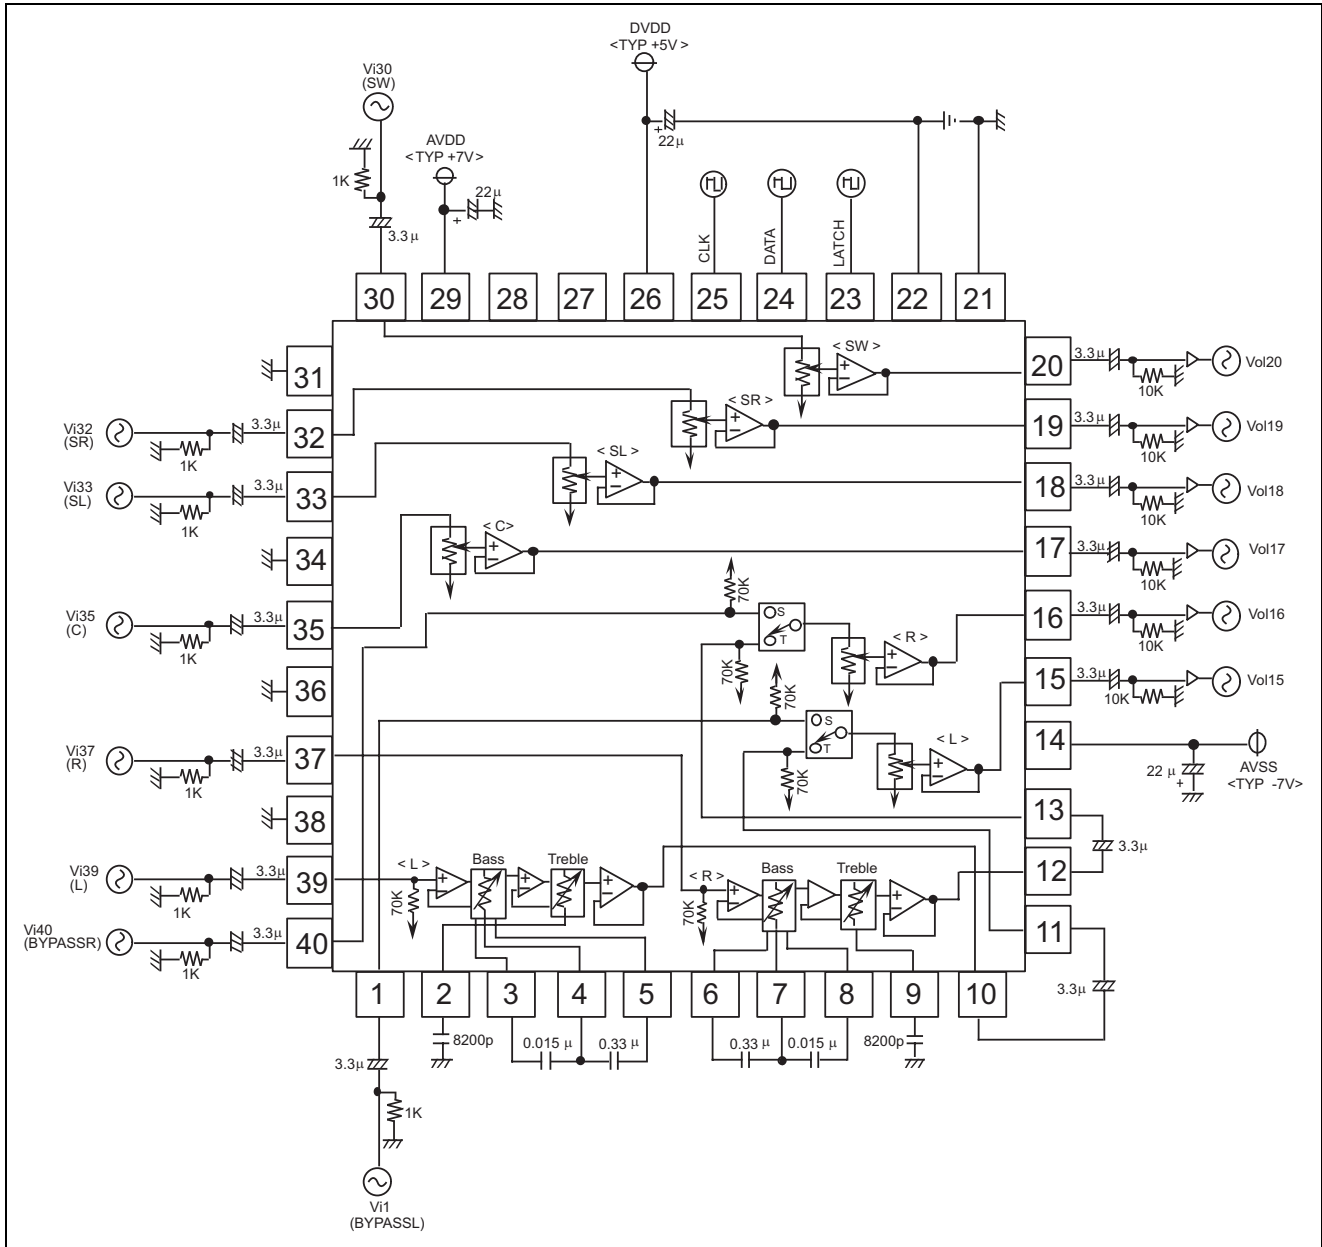 DVDD
<TYP +5V >
Vi30
(SW)
AVDD
<TYP +7V>
22μ
+
22μ
+
1K
3.3μ
CLK
DATA
LATCH
30
29
28
27
26
25
24
23
22
21
31
< SW >
20
3.3μ
10K
Vol20
Vi32
(SR)
1K
3.3μ
32
< SR >
19
3.3μ
10K
Vol19
Vi33
(SL)
1K
3.3μ
33
< SL >
18
3.3μ
10K
Vol18
34
< C>
17
3.3μ
10K
Vol17
Vi35
(C)
1K
3.3μ
35
70K
S
T
70K
< R >
16
3.3μ
10K
Vol16
36
70K
S
T
70K
< L >
15
3.3μ
10K
Vol15
Vi37
(R)
1K
3.3μ
37
14
22 μ
+
AVSS
<TYP -7V>
38
13
3.3μ
12
Vi39
(L)
1K
3.3μ
39
< L >
70K
Bass
Treble
< R >
70K
Bass
Treble
Vi40
(BYPASSR)
1K
3.3μ
40
11
3.3μ
1
2
3
4
5
6
7
8
9
10
8200p
0.015 μ
0.33 μ
0.33 μ
0.015 μ
8200p
3.3μ
1K
Vi1
(BYPASSL)